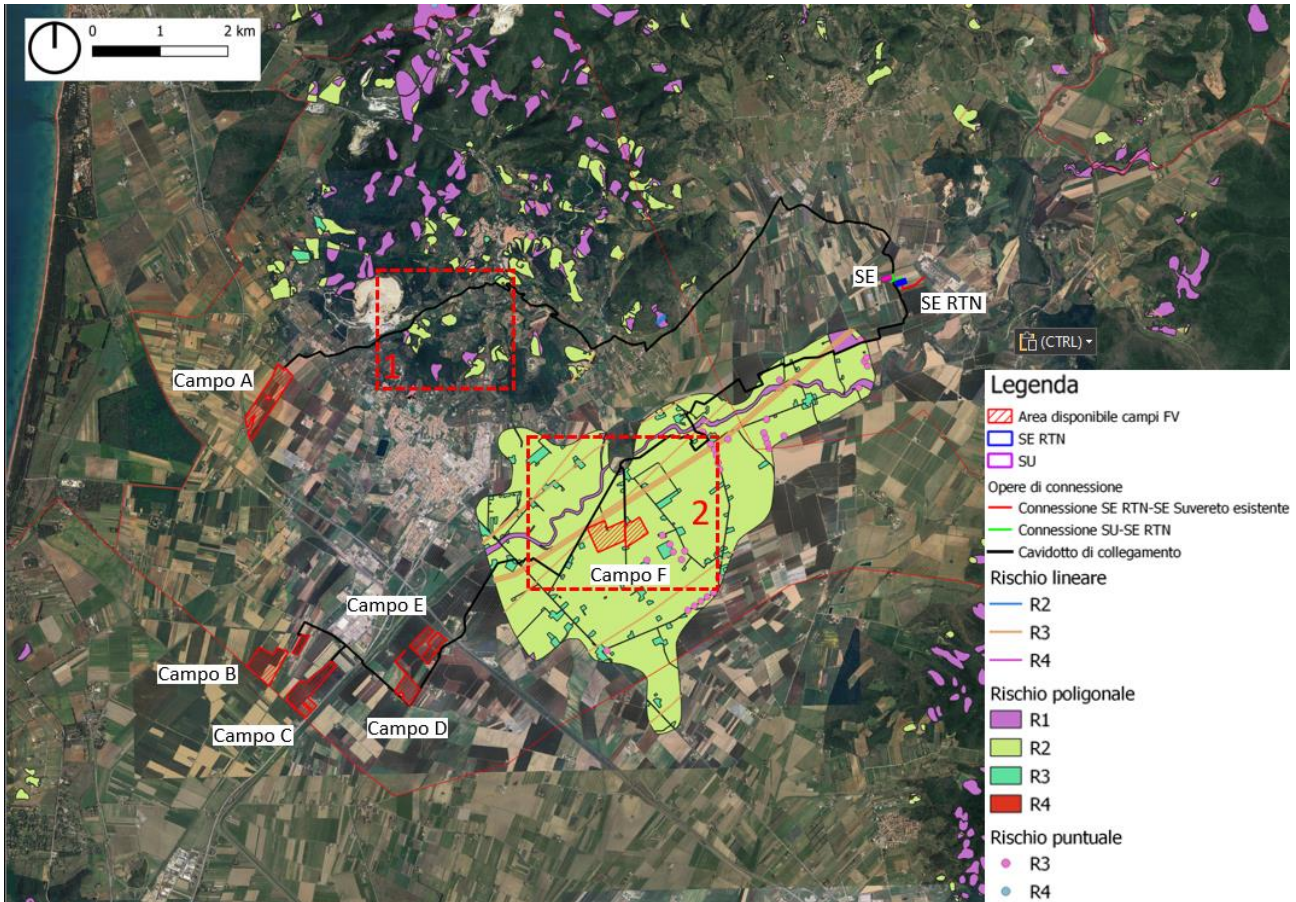 0 1 2 km
SE
SE RTN
(CTRL)
Campo A
1
2
Campo F
Campo E
Campo B
Campo D
Campo C
Legenda
Area disponibile campi FV
SE RTN
SU
Opere di connessione
Connessione SE RTN-SE Suvereto esistente
Connessione SU-SE RTN
Cavidotto di collegamento
Rischio lineare
R2
R3
R4
Rischio poligonale
R1
R2
R3
R4
Rischio puntuale
R3
R4